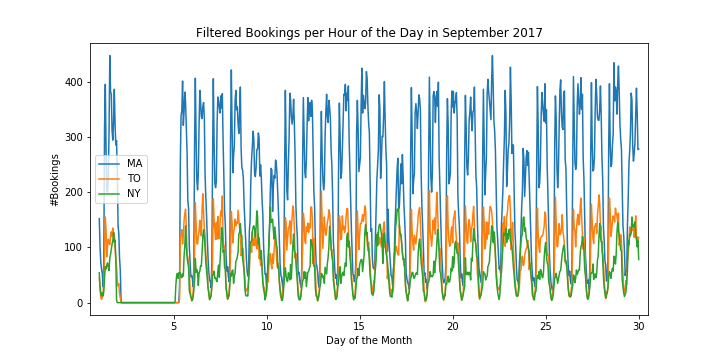 Filtered Bookings per Hour of the Day in September 2017
#Bookings
400
300
200
100
0
MA
TO
NY
5
10
15
20
25
30
Day of the Month